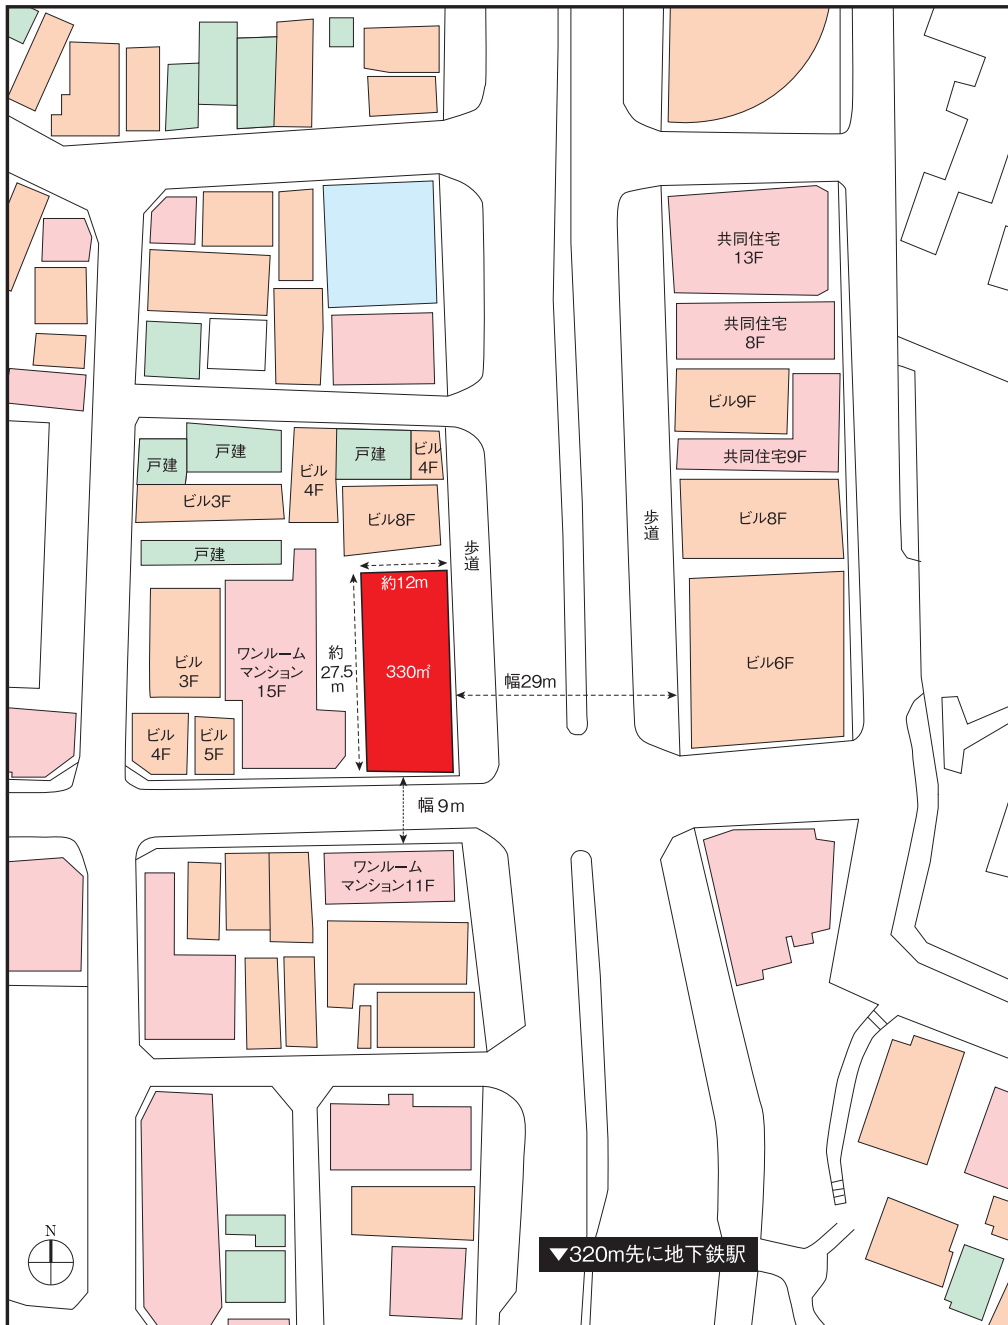 共同住宅
13F
共同住宅
8F
ビル9F
共同住宅9F
戸建
戸建
ビル
4F
戸建
ビル
4F
ビル3F
ビル8F
ビル8F
歩道
歩道
戸建
約12m
約
27.5
m
330㎡
ワンルーム
マンション
15F
ビル
3F
ビル6F
幅29m
ビル
4F
ビル
5F
幅9m
ワンルーム
マンション11F
N
▼320m先に地下鉄駅